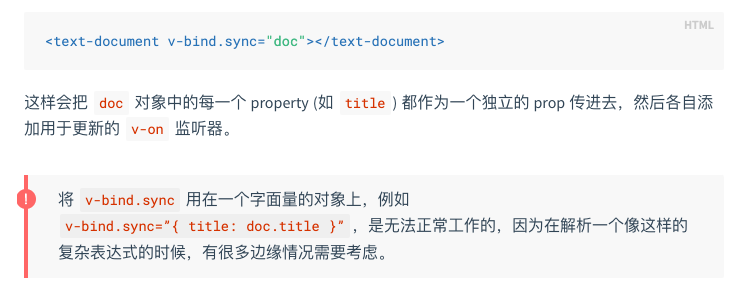 HTML
<text-document v-bind.sync="doc"></text-document>
这样会把 doc 对象中的每一个 property (如 title ) 都作为一个独立的 prop 传进去，然后各自添
加用于更新的 v-on 监听器。
!
将 v-bind.sync 用在一个字面量的对象上，例如
v-bind.sync=”{ title: doc.title }”，是无法正常工作的，因为在解析一个像这样的
复杂表达式的时候，有很多边缘情况需要考虑。